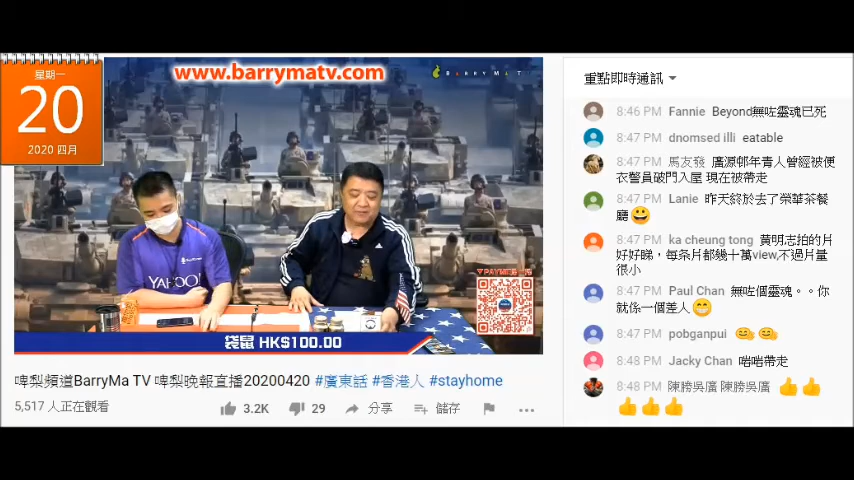 www.barrymatv.com
BARRYMAT
星期一
20
2020 四月
YAHOO!
袋鼠 HK$100.00
啤梨頻道BarryMa TV 啤梨晚報直播20200420 #廣東話 #香港人 #stayhome
5,517 人正在觀看
3.2K
29
分享
儲存
重點即時通訊
8:46 PM Fannie Beyond無咗靈魂已死
8:47 PM dnomsed illi eatable
8:47 PM 馬友發 廣源邨年青人曾經被便
衣警員破門入屋 現在被帶走
8:47 PM Lanie 昨天終於去了榮華茶餐
廳😀
8:47 PM ka cheung tong 黃明志拍的片
好好睇，每条片都幾十萬view,不過片量
很小
8:47 PM Paul Chan 無咗個靈魂。。你
就係一個差人😁
8:47 PM pobganpui 😊😊
8:48 PM Jacky Chan 啱啱帶走
8:48 PM 陳勝吳廣 陳勝吳廣 👍👍
👍👍👍